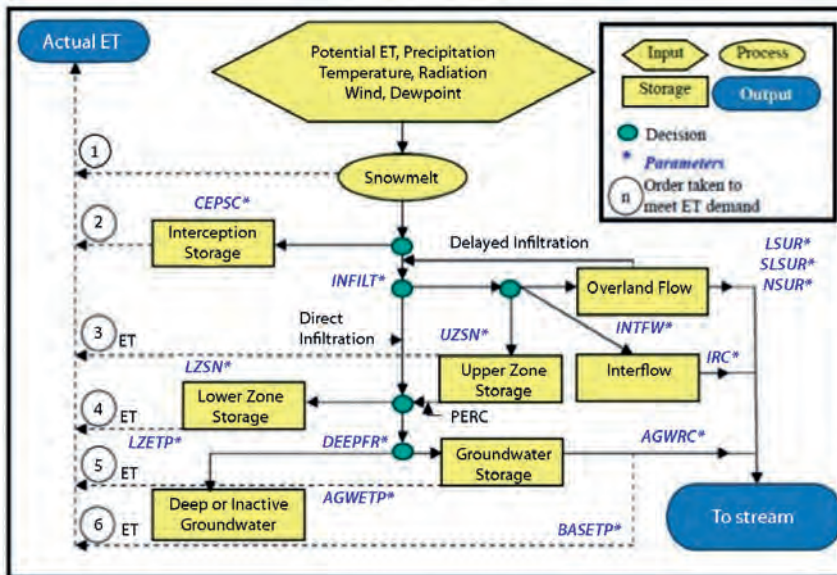 Actual ET
Potential ET, Precipitation
Temperature, Radiation
Wind, Dewpoint
Input
Process
Storage
Output
Decision
* Parameters
n
Order taken to
meet ET demand
1
Snowmelt
CEPSC*
2
Interception
Storage
Delayed Infiltration
LSUR*
SLSUR*
NSUR*
INFILT*
Overland Flow
Direct
Infiltration
3
ET
UZSN*
INTFW*
IRC*
LZSN*
Upper Zone
Storage
Interflow
4
ET
Lower Zone
Storage
PERC
LZETP*
DEEPFR*
AGWRC*
Groundwater
Storage
5
ET
AGWETP*
Deep or Inactive
Groundwater
To stream
6
ET
BASETP*